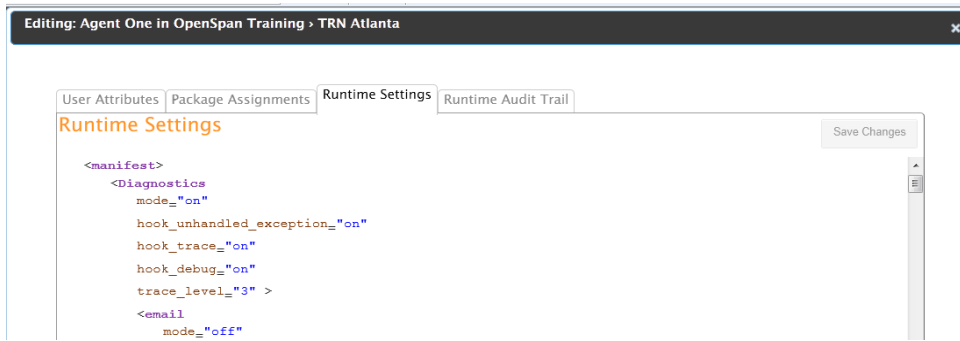 Editing: Agent One in OpenSpan Training › TRN Atlanta
×
User Attributes Package Assignments Runtime Settings Runtime Audit Trail
Runtime Settings
Save Changes
<manifest>
<Diagnostics
mode="on"
hook_unhandled_exception="on"
hook_trace="on"
hook_debug="on"
trace_level="3" >
<email
mode="off"